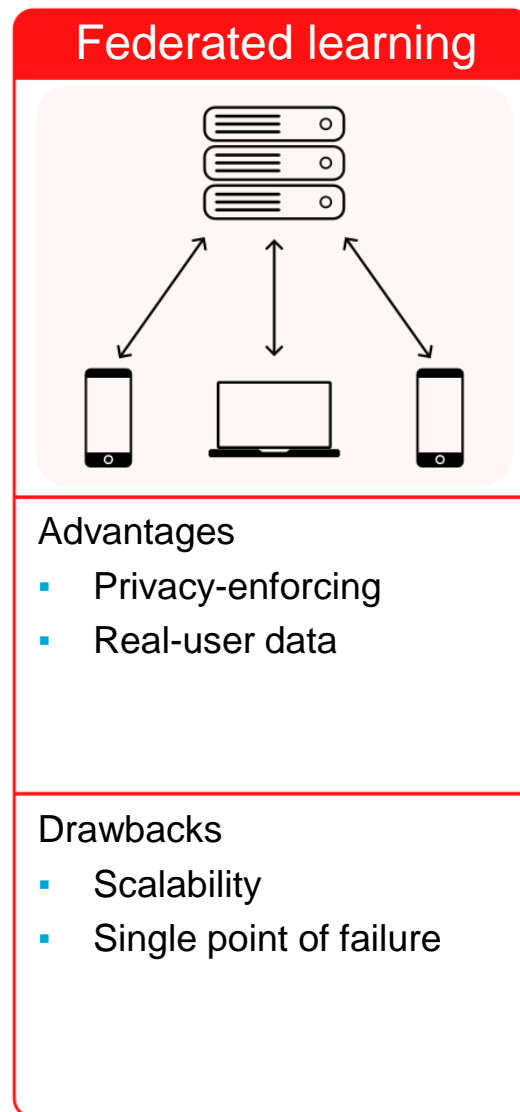 Federated learning
Advantages
▪ Privacy-enforcing
▪ Real-user data
Drawbacks
▪ Scalability
▪ Single point of failure